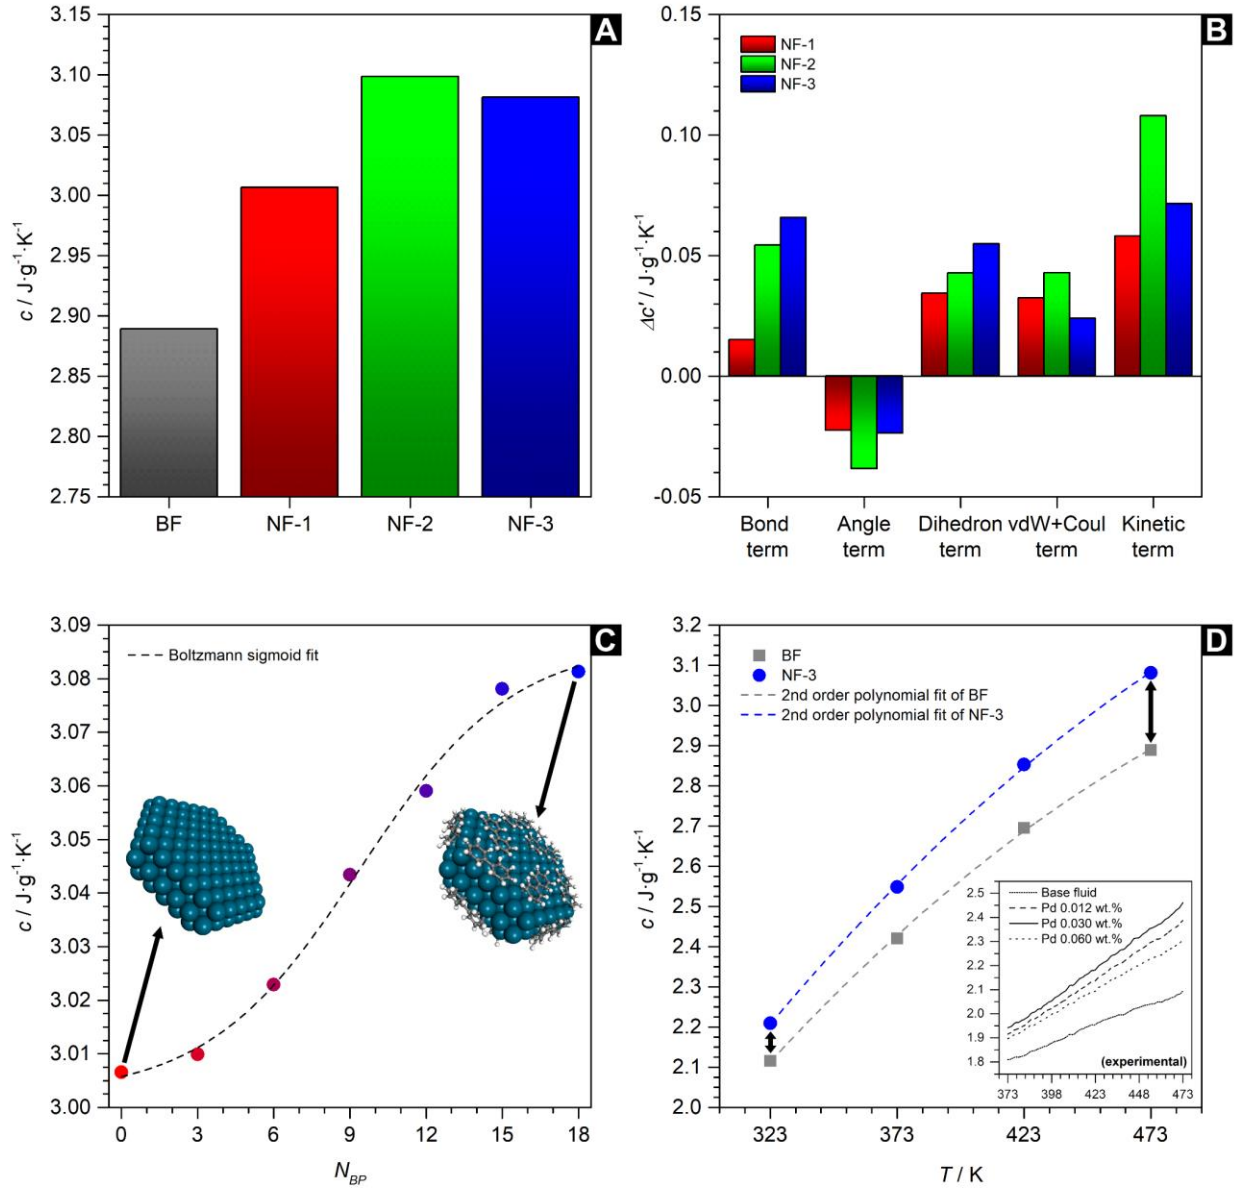 A
3.15
3.10
3.05
3.00
2.95
2.90
2.85
2.80
2.75
c / J·g⁻¹·K⁻¹
BF NF-1 NF-2 NF-3
B
0.15
0.10
0.05
0.00
-0.05
Δc' / J·g⁻¹·K⁻¹
NF-1
NF-2
NF-3
Bond Angle Dihedron vdW+Coul Kinetic
term term term term term
C
3.09
3.08
3.07
3.06
3.05
3.04
3.03
3.02
3.01
3.00
c / J·g⁻¹·K⁻¹
Boltzmann sigmoid fit
0 3 6 9 12 15 18
N_BP
D
3.2
3.1
3.0
2.9
2.8
2.7
2.6
2.5
2.4
2.3
2.2
2.1
2.0
c / J·g⁻¹·K⁻¹
BF
NF-3
2nd order polynomial fit of BF
2nd order polynomial fit of NF-3
2.5
2.4
2.3
2.2
2.1
2.0
1.9
1.8
Base fluid
Pd 0.012 wt.%
Pd 0.030 wt.%
Pd 0.060 wt.%
(experimental)
373 398 423 448 473
323 373 423 473
T / K